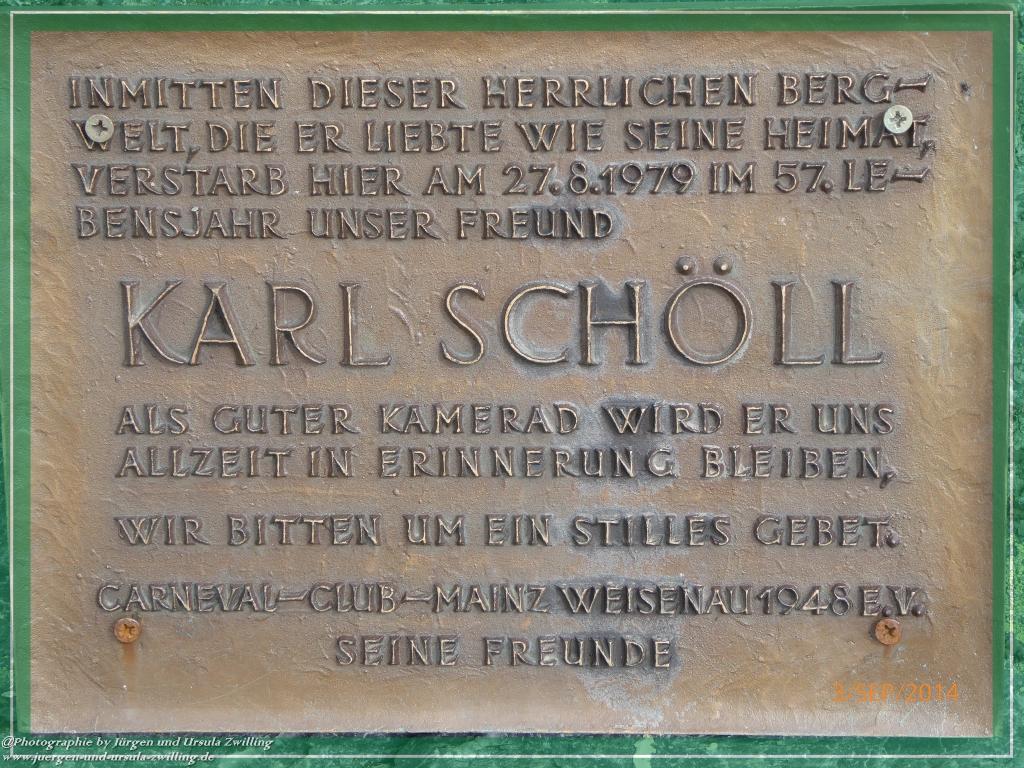 INMITTEN DIESER HERRLICHEN BERG-
WELT, DIE ER LIEBTE WIE SEINE HEIMAT,
VERSTARB HIER AM 27.8.1979 IM 57. LE-
BENSJAHR UNSER FREUND
KARL SCHÖLL
ALS GUTER KAMERAD WIRD ER UNS
ALLZEIT IN ERINNERUNG BLEIBEN,
WIR BITTEN UM EIN STILLES GEBET.
CARNEVAL-CLUB-MAINZ WEISENAU 1948 E.V.
SEINE FREUNDE
3/SEP/2014
@Photographie by Jürgen und Ursula Zwilling
www.juergen-und-ursula-zwilling.de